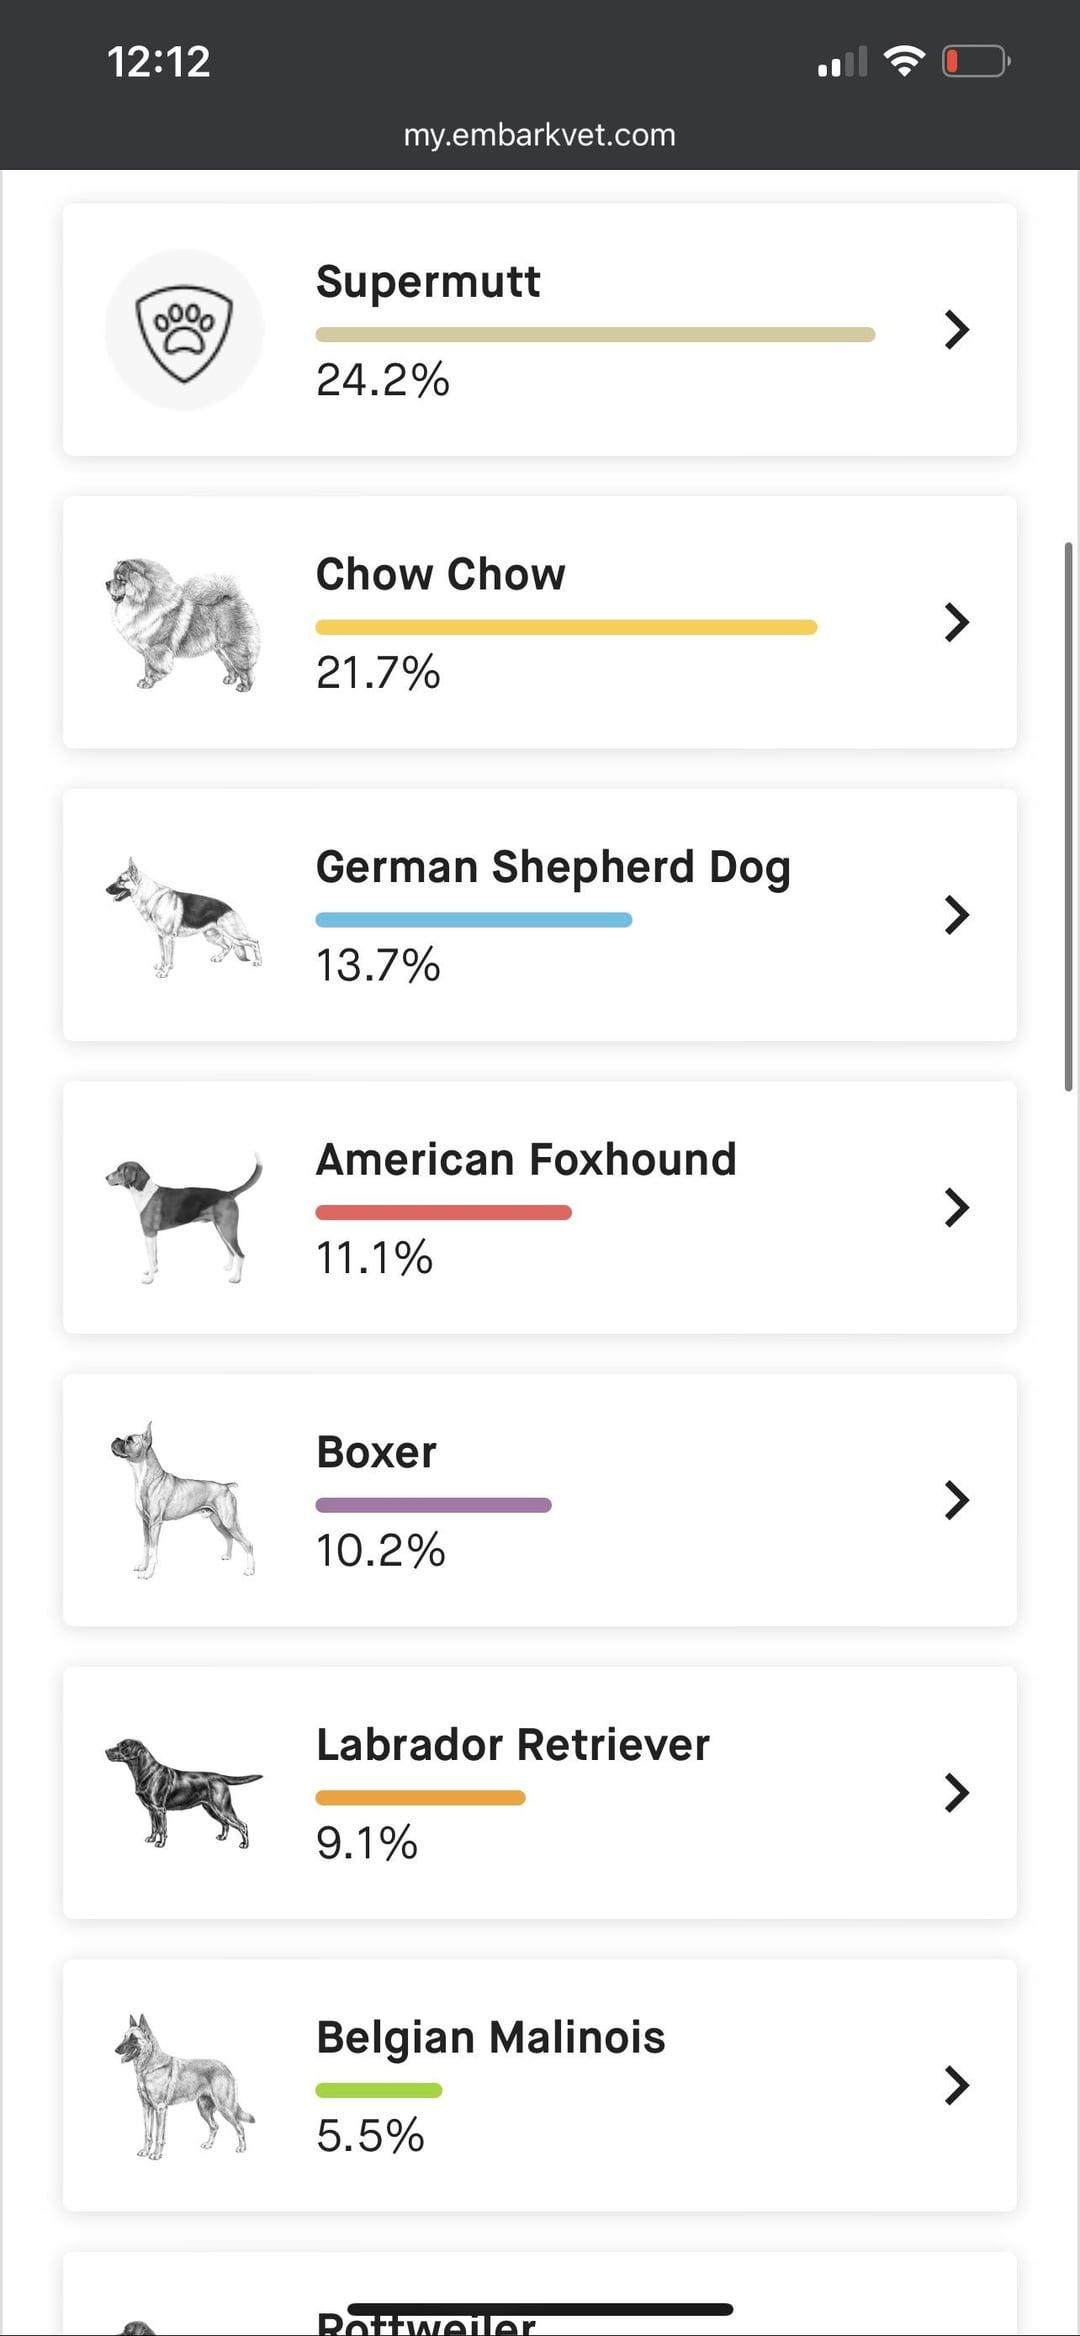 12:12
my.embarkvet.com
Supermutt
24.2%
Chow Chow
21.7%
German Shepherd Dog
13.7%
American Foxhound
11.1%
Boxer
10.2%
Labrador Retriever
9.1%
Belgian Malinois
5.5%
Rottweiler